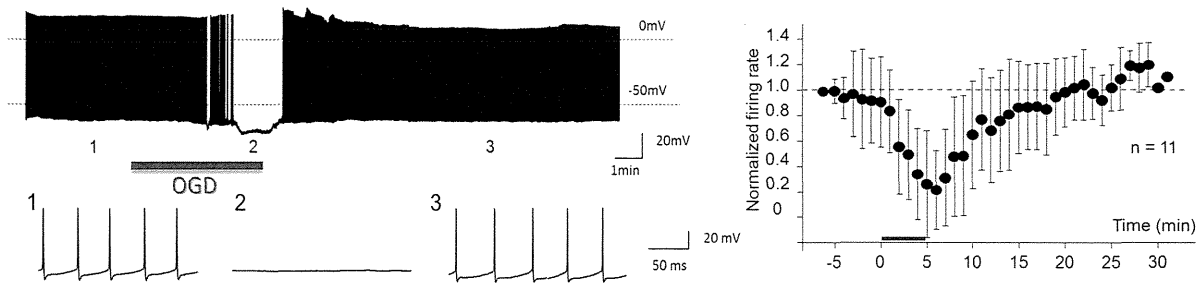 0mV
-50mV
1
2
3
20mV
1min
OGD
1
2
3
20 mV
50 ms
Normalized firing rate
1.4
1.2
1.0
0.8
0.6
0.4
0.2
0
n = 11
Time (min)
-5
0
5
10
15
20
25
30